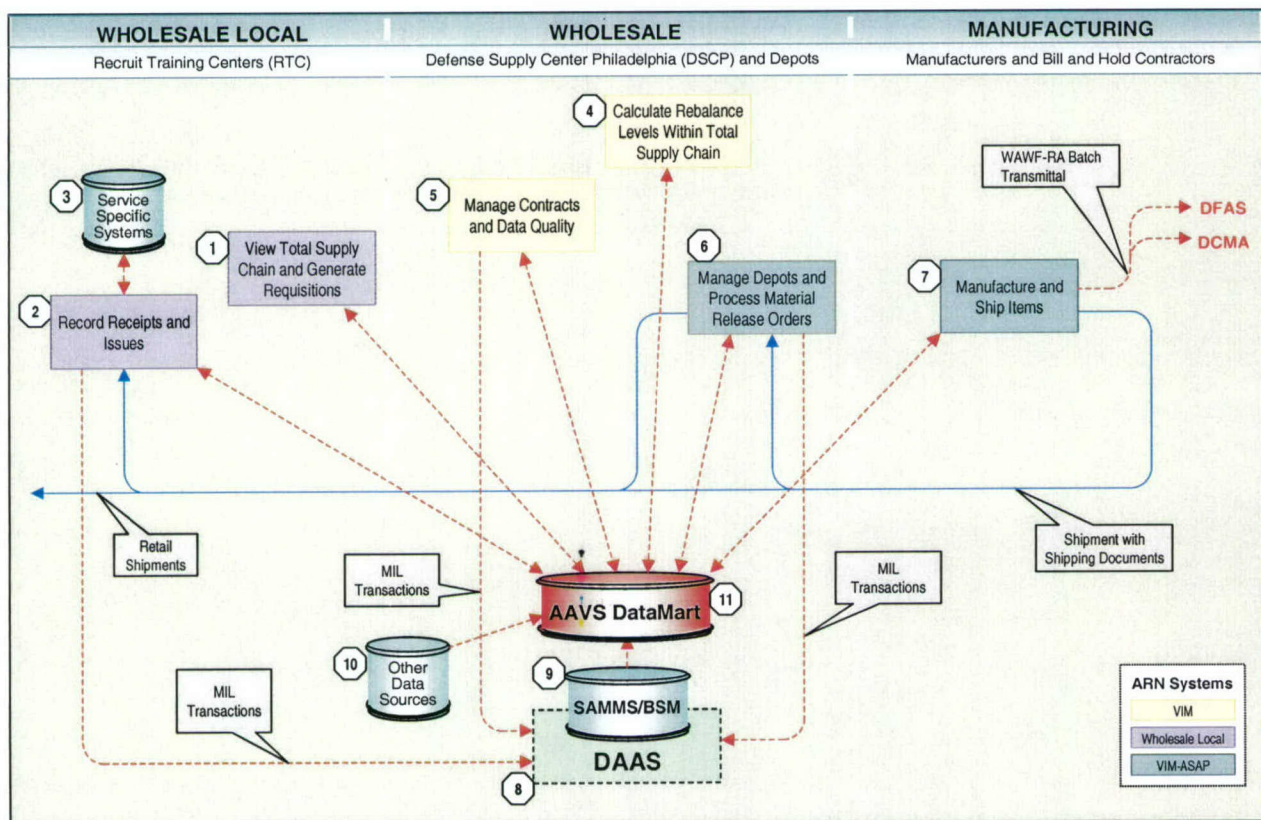 WHOLESALE LOCAL
Recruit Training Centers (RTC)
WHOLESALE
Defense Supply Center Philadelphia (DSCP) and Depots
MANUFACTURING
Manufacturers and Bill and Hold Contractors
4
Calculate Rebalance
Levels Within Total
Supply Chain
WAWF-RA Batch
Transmittal
3
Service
Specific
Systems
5
Manage Contracts
and Data Quality
DFAS
DCMA
1
View Total Supply
Chain and Generate
Requisitions
6
Manage Depots and
Process Material
Release Orders
7
Manufacture and
Ship Items
2
Record Receipts and
Issues
Retail
Shipments
MIL
Transactions
Shipment with
Shipping Documents
MIL
Transactions
AAVS DataMart
11
10
Other
Data
Sources
9
SAMMS/BSM
MIL
Transactions
DAAS
8
ARN Systems
VIM
Wholesale Local
VIM-ASAP